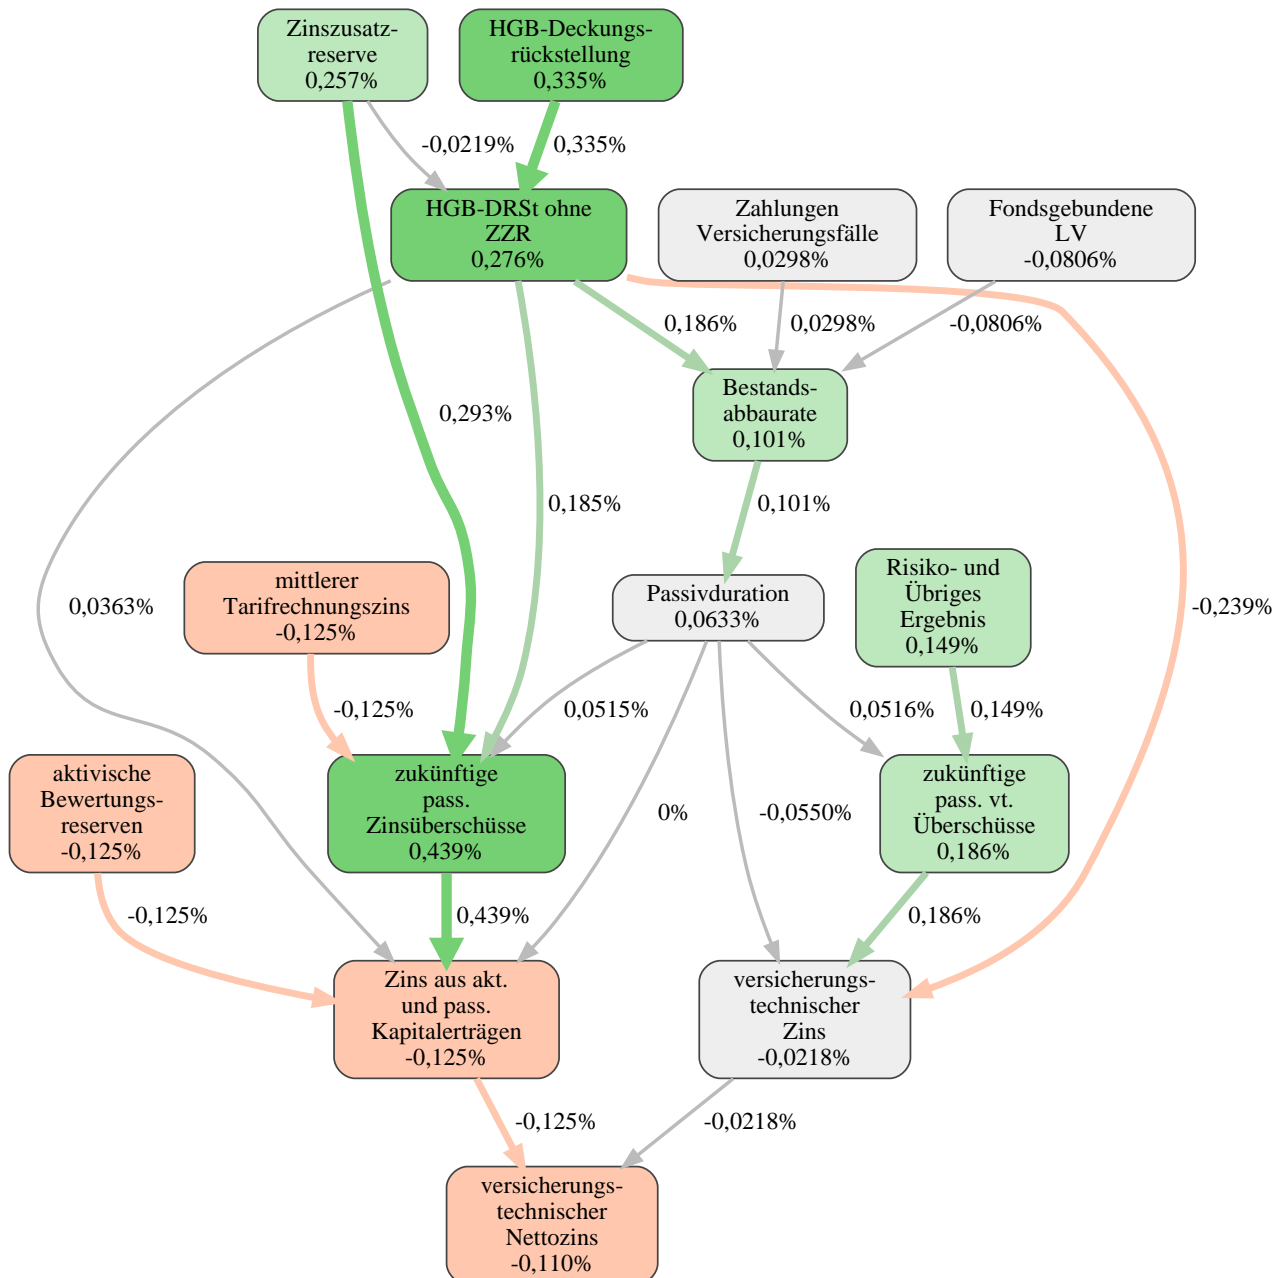 Zinszusatz-
reserve
0,257%
HGB-Deckungs-
rückstellung
0,335%
-0,0219%
0,335%
HGB-DRSt ohne
ZZR
0,276%
Zahlungen
Versicherungsfälle
0,0298%
Fondsgebundene
LV
-0,0806%
0,186%
0,0298%
-0,0806%
Bestands-
abbaurate
0,101%
0,293%
0,185%
0,101%
mittlerer
Tarifrechnungszins
-0,125%
Passivduration
0,0633%
Risiko- und
Übriges
Ergebnis
0,149%
0,0363%
-0,239%
-0,125%
0,0515%
0,0516%
0,149%
aktivische
Bewertungs-
reserven
-0,125%
zukünftige
pass.
Zinsüberschüsse
0,439%
0%
-0,0550%
zukünftige
pass. vt.
Überschüsse
0,186%
-0,125%
0,439%
0,186%
Zins aus akt.
und pass.
Kapitalerträgen
-0,125%
versicherungs-
technischer
Zins
-0,0218%
-0,125%
-0,0218%
versicherungs-
technischer
Nettozins
-0,110%